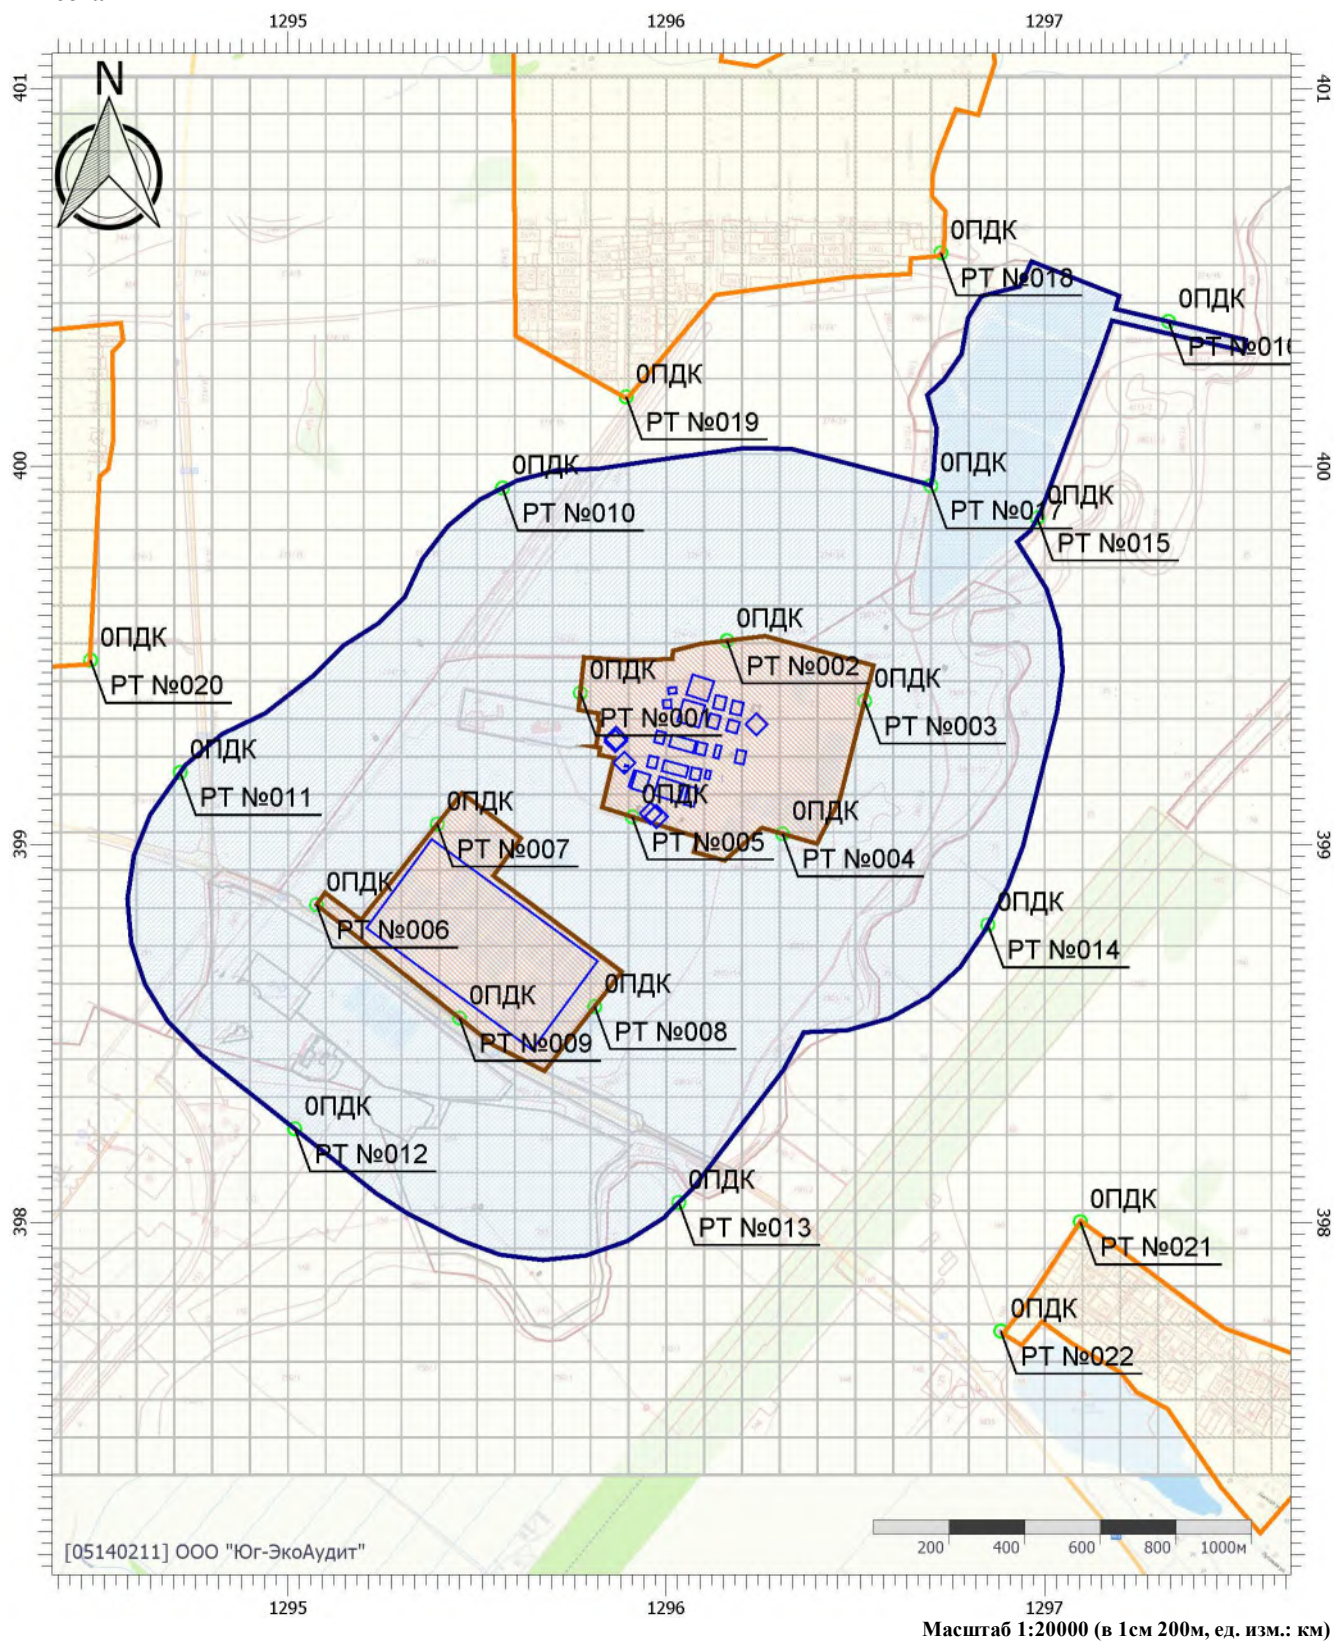 1295 1296 1297
401 401
N
0ПДК
РТ №018
0ПДК
РТ №016
0ПДК
РТ №019
400 400
0ПДК
РТ №010
0ПДК
РТ №017
0ПДК
РТ №015
0ПДК
РТ №002
0ПДК
РТ №020
0ПДК
РТ №001
0ПДК
РТ №003
0ПДК
РТ №011
0ПДК
РТ №005
0ПДК
РТ №007
0ПДК
РТ №004
399 399
0ПДК
РТ №006
0ПДК
РТ №014
0ПДК
РТ №008
0ПДК
РТ №009
0ПДК
РТ №012
0ПДК
РТ №013
398 398
0ПДК
РТ №021
0ПДК
РТ №022
[05140211] ООО "Юг-ЭкоАудит"
200 400 600 800 1000м
1295 1296 1297
Масштаб 1:20000 (в 1см 200м, ед. изм.: км)